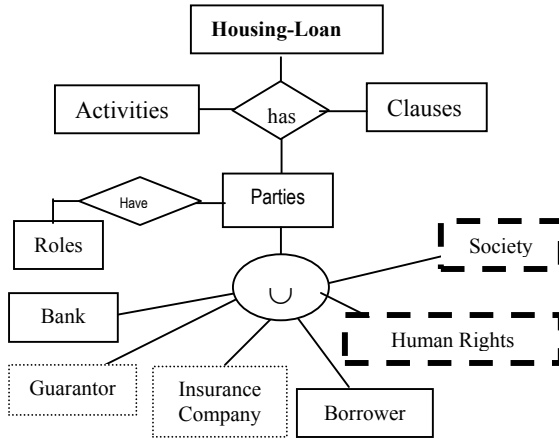 Housing-Loan
Activities
has
Clauses
Have
Parties
Roles
Society
∪
Bank
Human Rights
Guarantor
Insurance
Company
Borrower